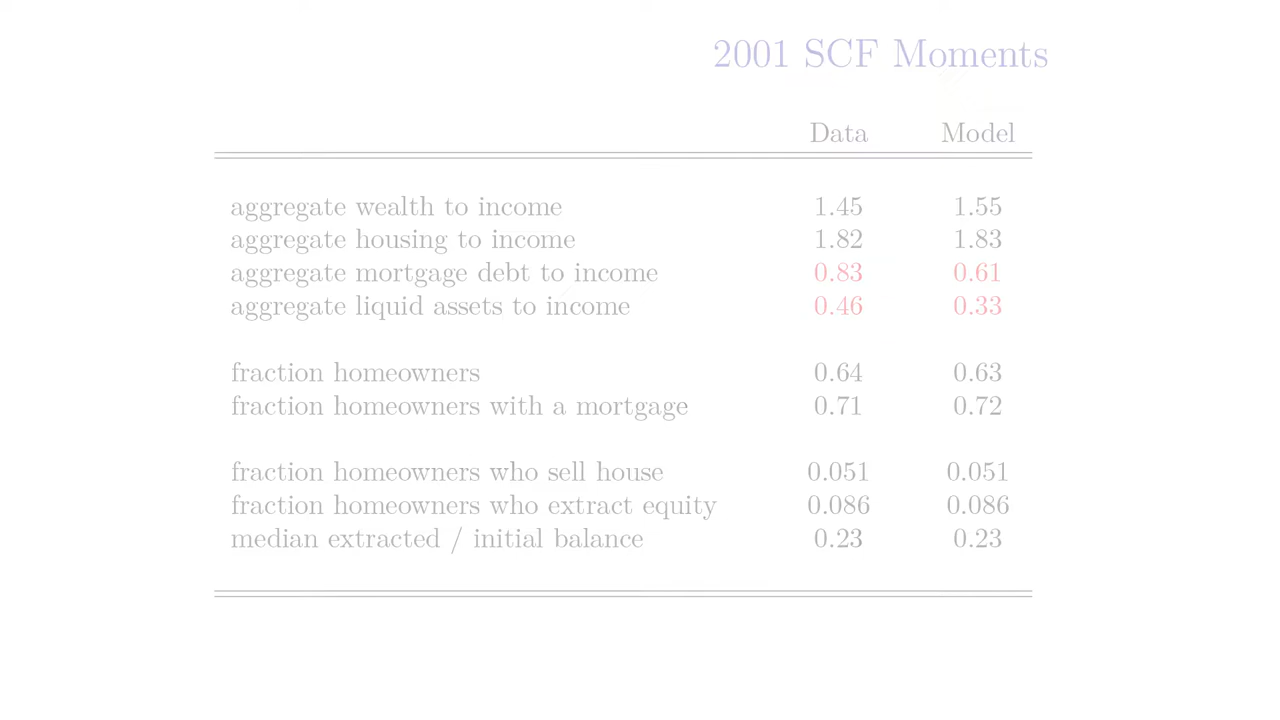 2001 SCF Moments
Data Model
aggregate wealth to income 1.45 1.55
aggregate housing to income 1.82 1.83
aggregate mortgage debt to income 0.83 0.61
aggregate liquid assets to income 0.46 0.33
fraction homeowners 0.64 0.63
fraction homeowners with a mortgage 0.71 0.72
fraction homeowners who sell house 0.051 0.051
fraction homeowners who extract equity 0.086 0.086
median extracted / initial balance 0.23 0.23